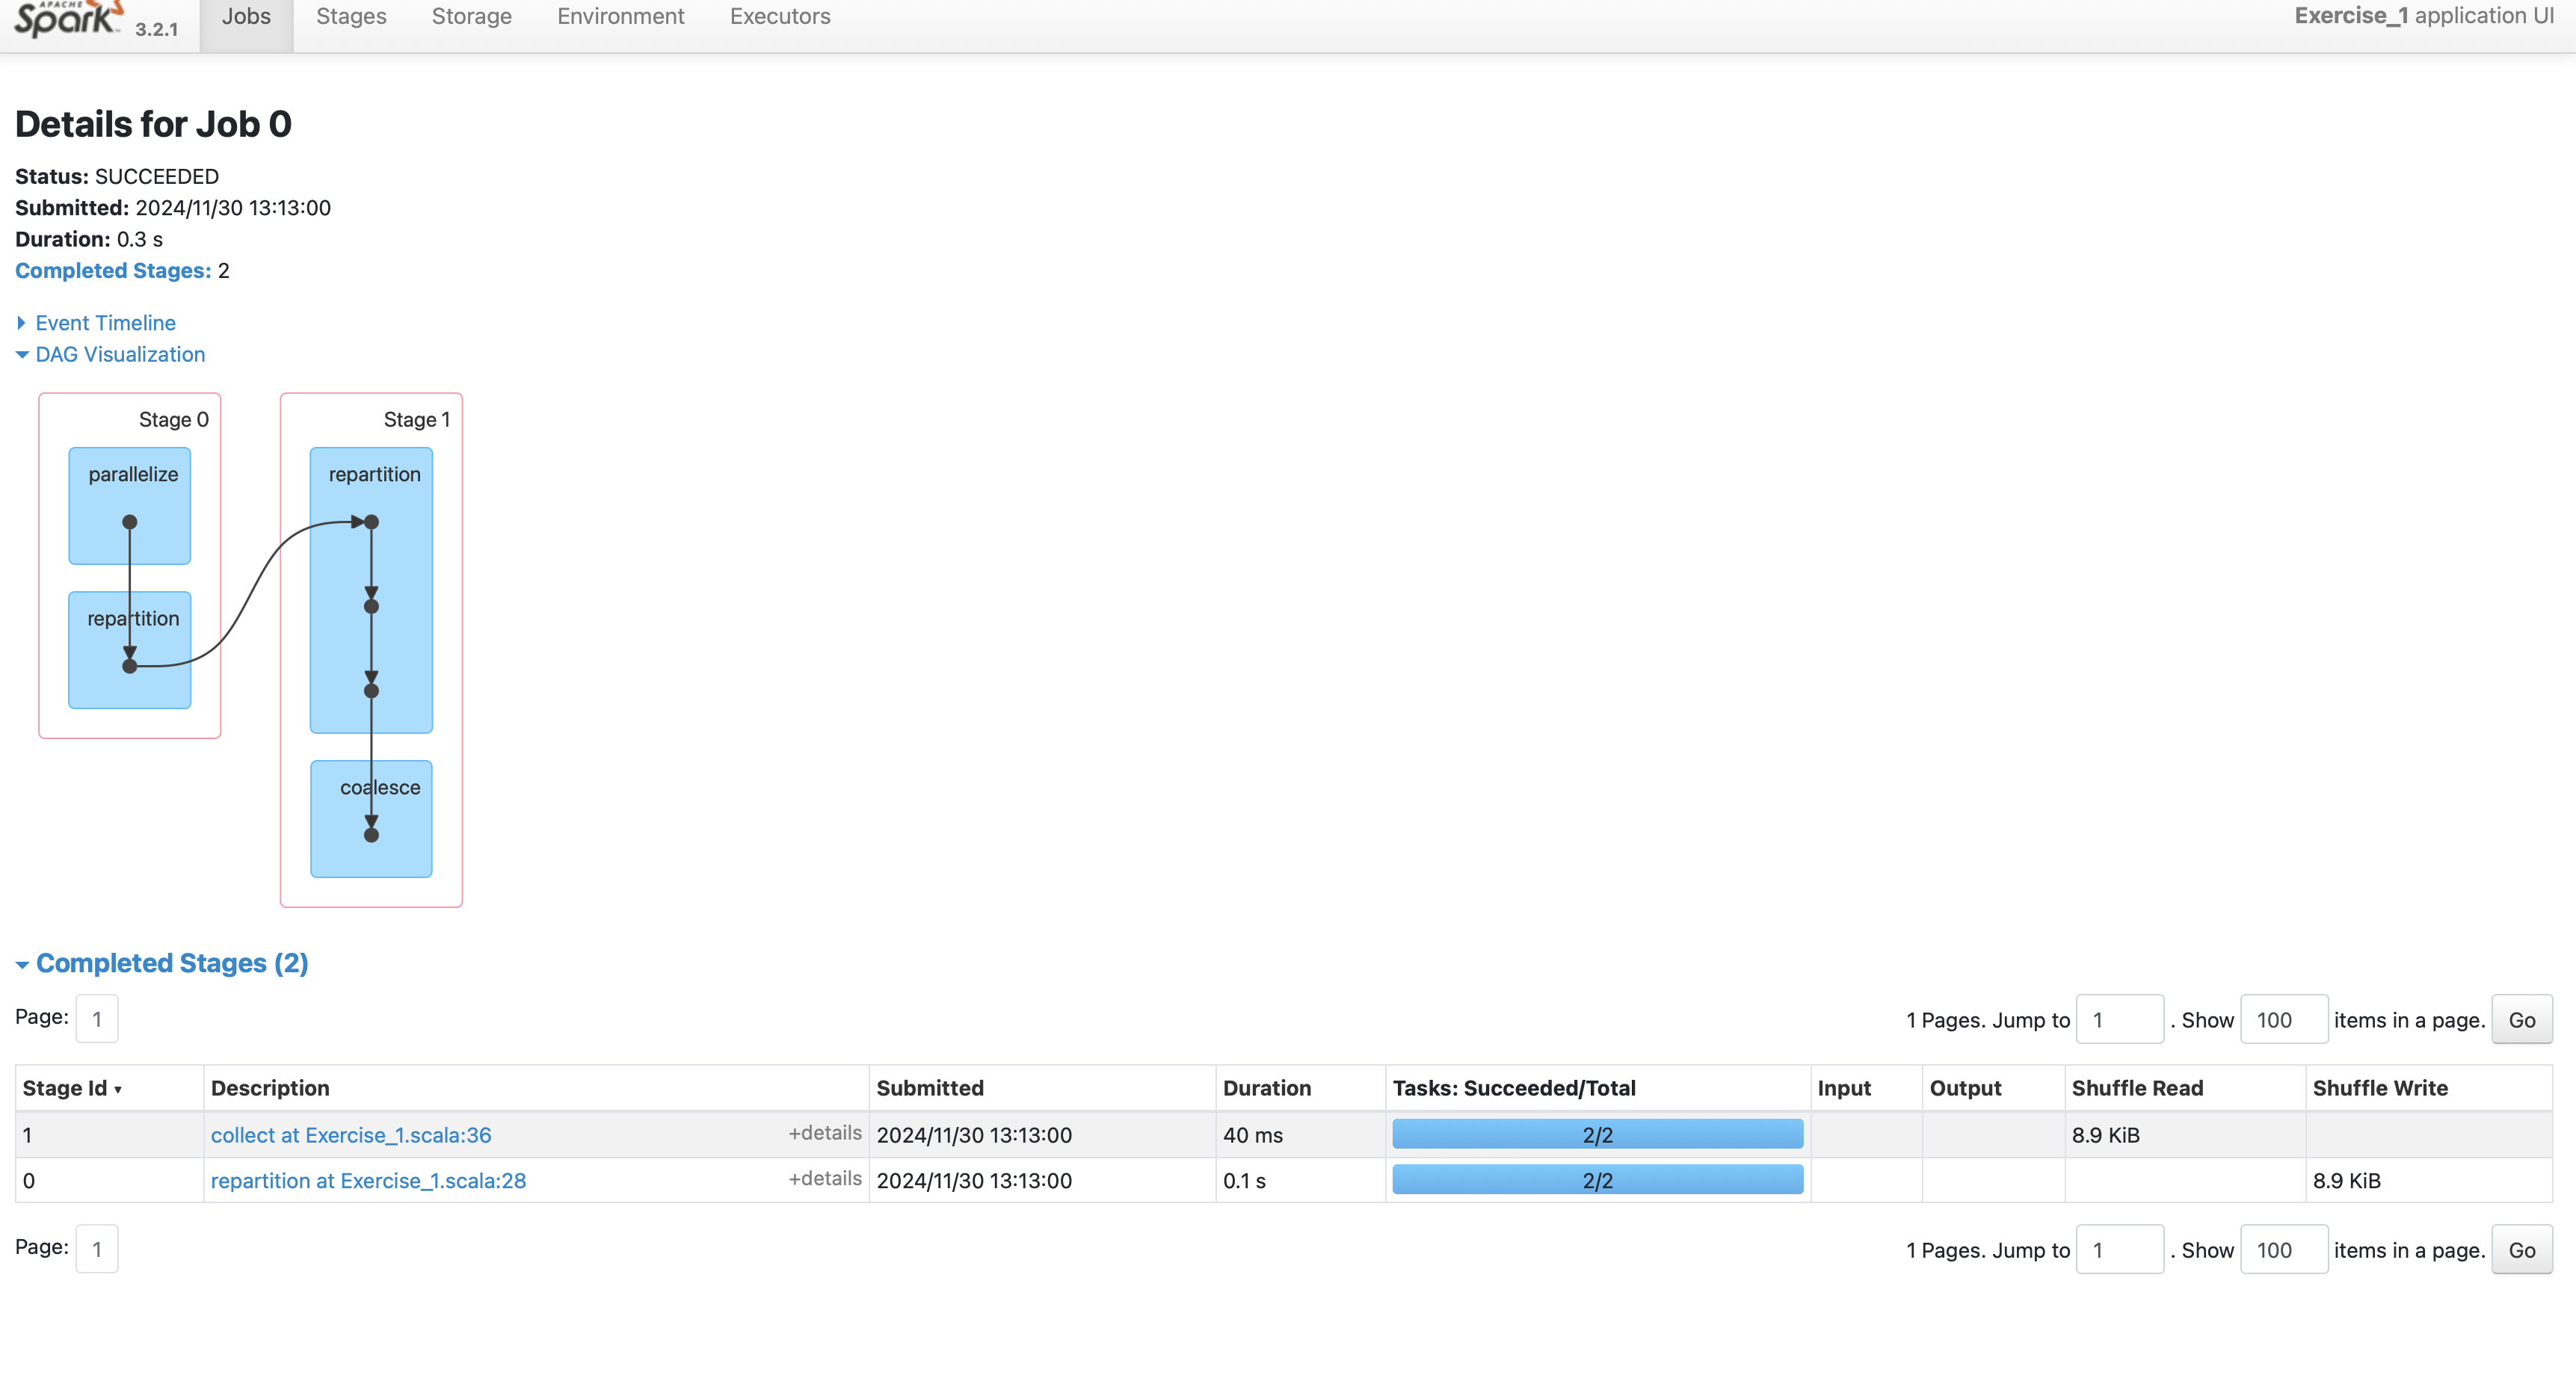 APACHE
Spark 3.2.1 Jobs Stages Storage Environment Executors Exercise_1 application UI
Details for Job 0
Status: SUCCEEDED
Submitted: 2024/11/30 13:13:00
Duration: 0.3 s
Completed Stages: 2
Event Timeline
DAG Visualization
Stage 0
parallelize
repartition
Stage 1
repartition
coalesce
Completed Stages (2)
Page: 1 1 Pages. Jump to 1 . Show 100 items in a page. Go
Stage Id ▾ Description Submitted Duration Tasks: Succeeded/Total Input Output Shuffle Read Shuffle Write
1 collect at Exercise_1.scala:36 +details 2024/11/30 13:13:00 40 ms 2/2 8.9 KiB
0 repartition at Exercise_1.scala:28 +details 2024/11/30 13:13:00 0.1 s 2/2 8.9 KiB
Page: 1 1 Pages. Jump to 1 . Show 100 items in a page. Go